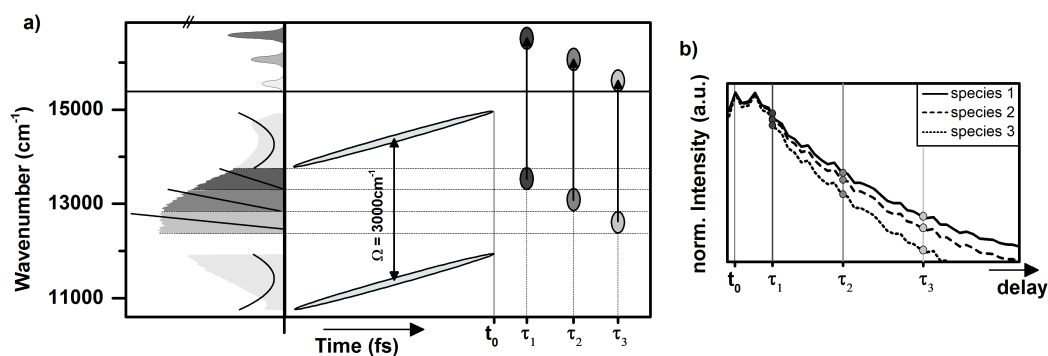 a)
Wavenumber (cm⁻¹)
15000
13000
11000
Ω = 3000cm⁻¹
Time (fs)
t₀
τ₁
τ₂
τ₃
b)
norm. Intensity (a.u.)
species 1
species 2
species 3
t₀
τ₁
τ₂
τ₃
delay